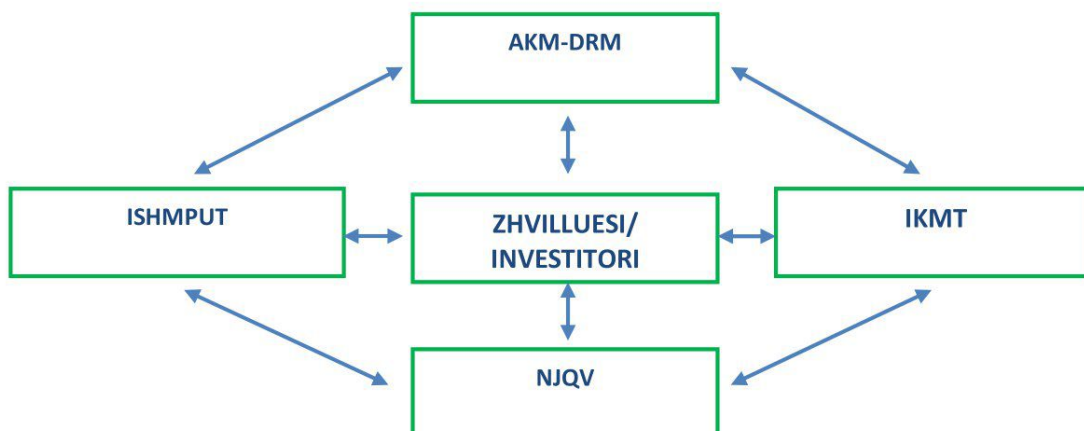 AKM-DRM
ISHMPUT
ZHVILLUESI/
INVESTITORI
IKMT
NJQV